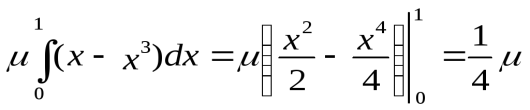 μ∫₀¹(x - x³)dx = μ[x²/2 - x⁴/4]|₀¹ = 1/4 μ